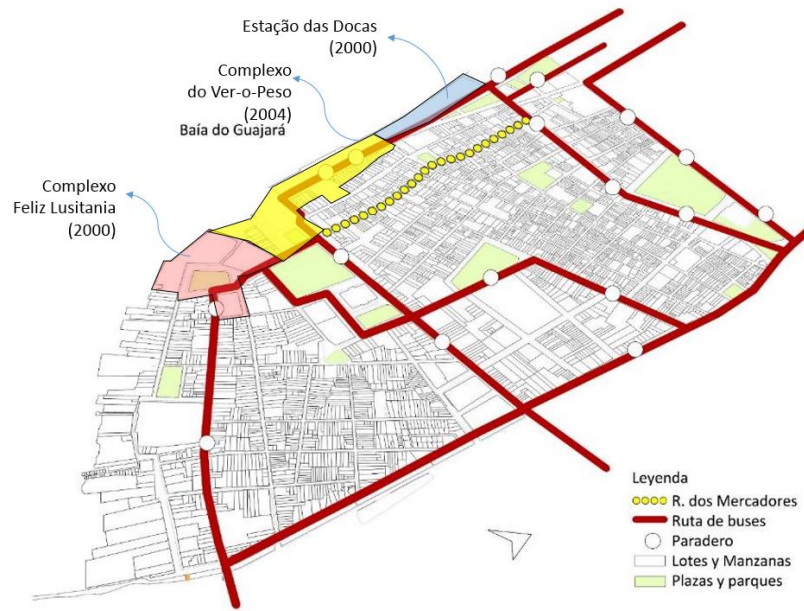 Estação das Docas
(2000)
Complexo
do Ver-o-Peso
(2004)
Baía do Guajará
Complexo
Feliz Lusitania
(2000)
Leyenda
R. dos Mercadores
Ruta de buses
Paradero
Lotes y Manzanas
Plazas y parques